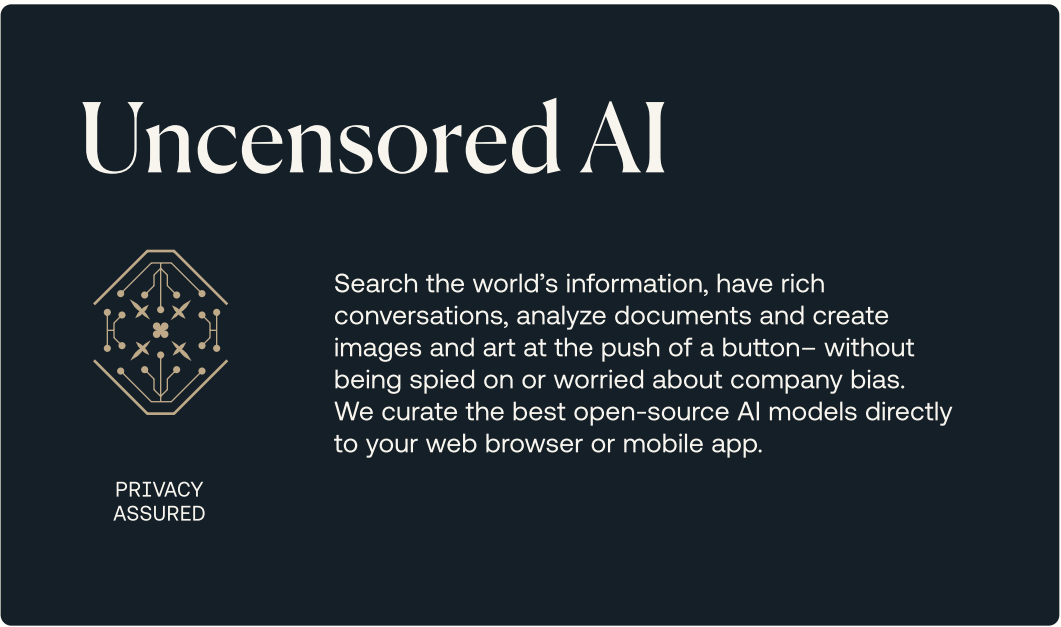 Uncensored AI
Search the world’s information, have rich
conversations, analyze documents and create
images and art at the push of a button– without
being spied on or worried about company bias.
We curate the best open-source AI models directly
to your web browser or mobile app.
PRIVACY
ASSURED